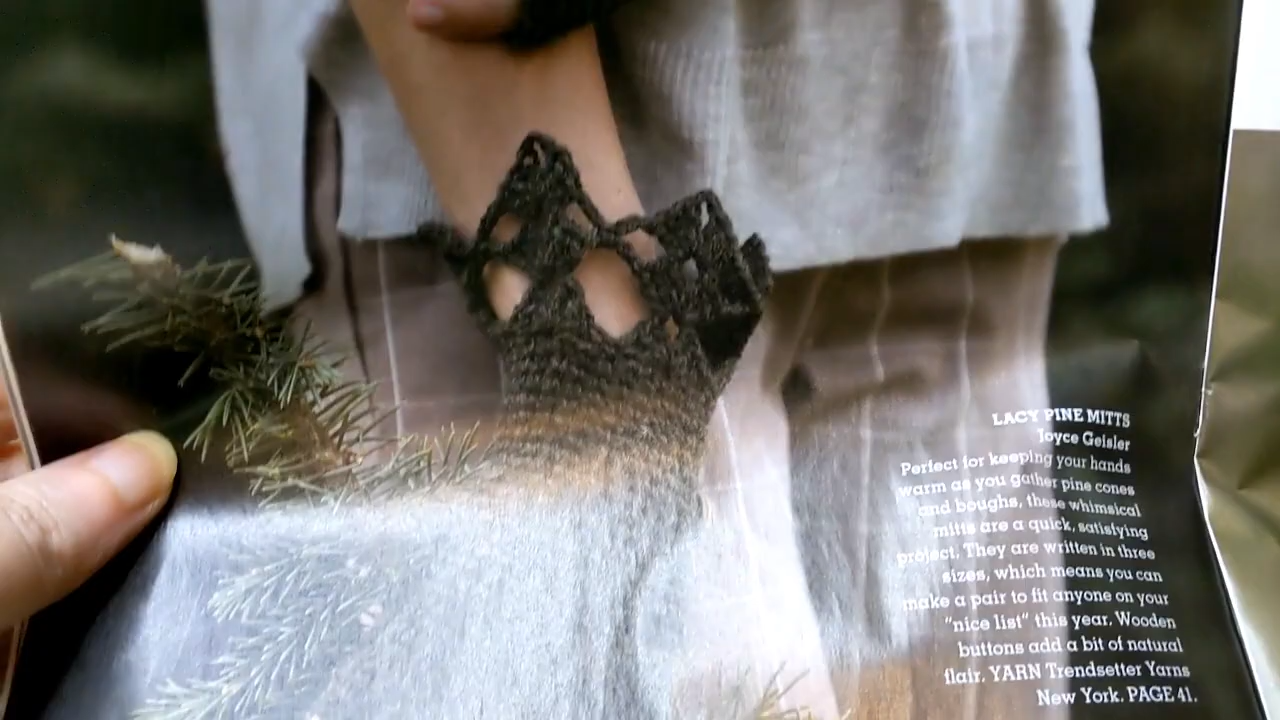 LACY PINE MITTS
Joyce Geisler
Perfect for keeping your hands
warm as you gather pine cones
and boughs, these whimsical
mitts are a quick, satisfying
project. They are written in three
sizes, which means you can
make a pair to fit anyone on your
"nice list" this year. Wooden
buttons add a bit of natural
flair. YARN Trendsetter Yarns
New York. PAGE 41.